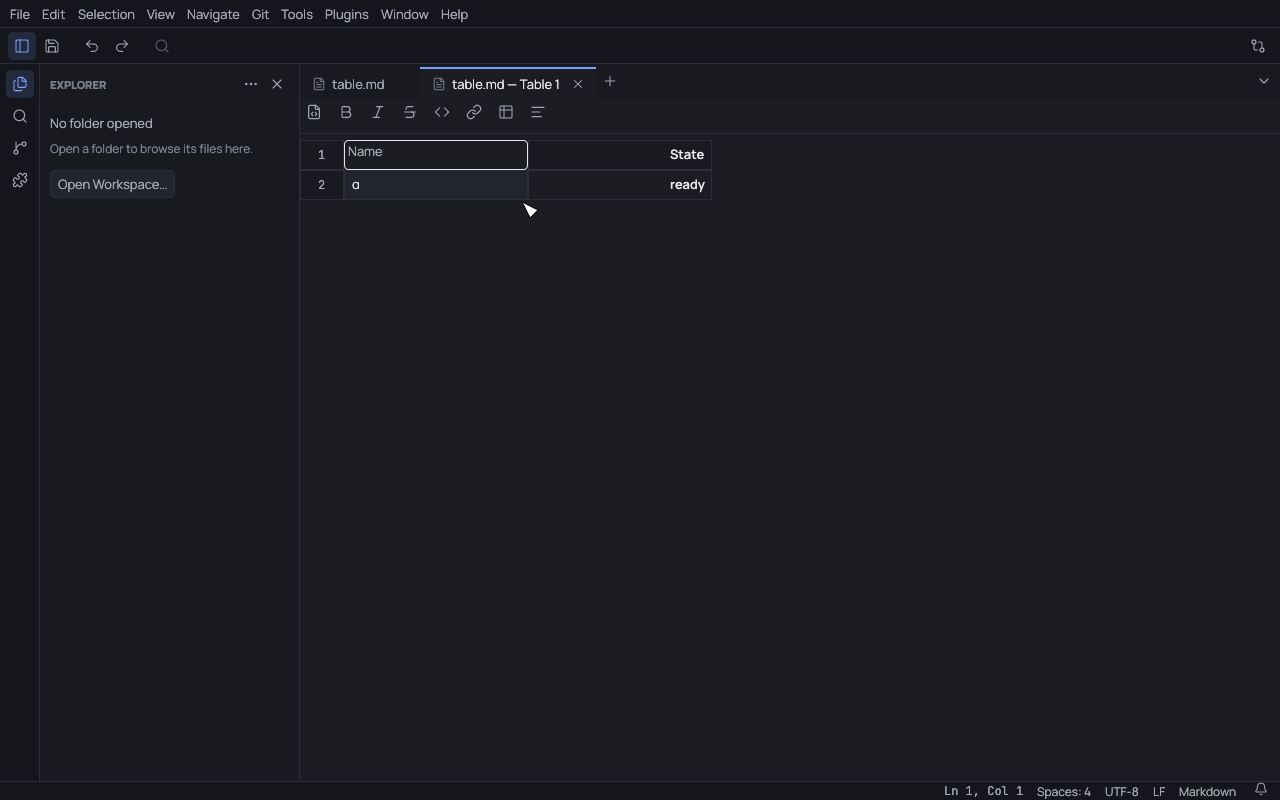 File Edit Selection View Navigate Git Tools Plugins Window Help
EXPLORER
No folder opened
Open a folder to browse its files here.
Open Workspace...
table.md
table.md — Table 1
1 Name State
2 a ready
Ln 1, Col 1 Spaces: 4 UTF-8 LF Markdown